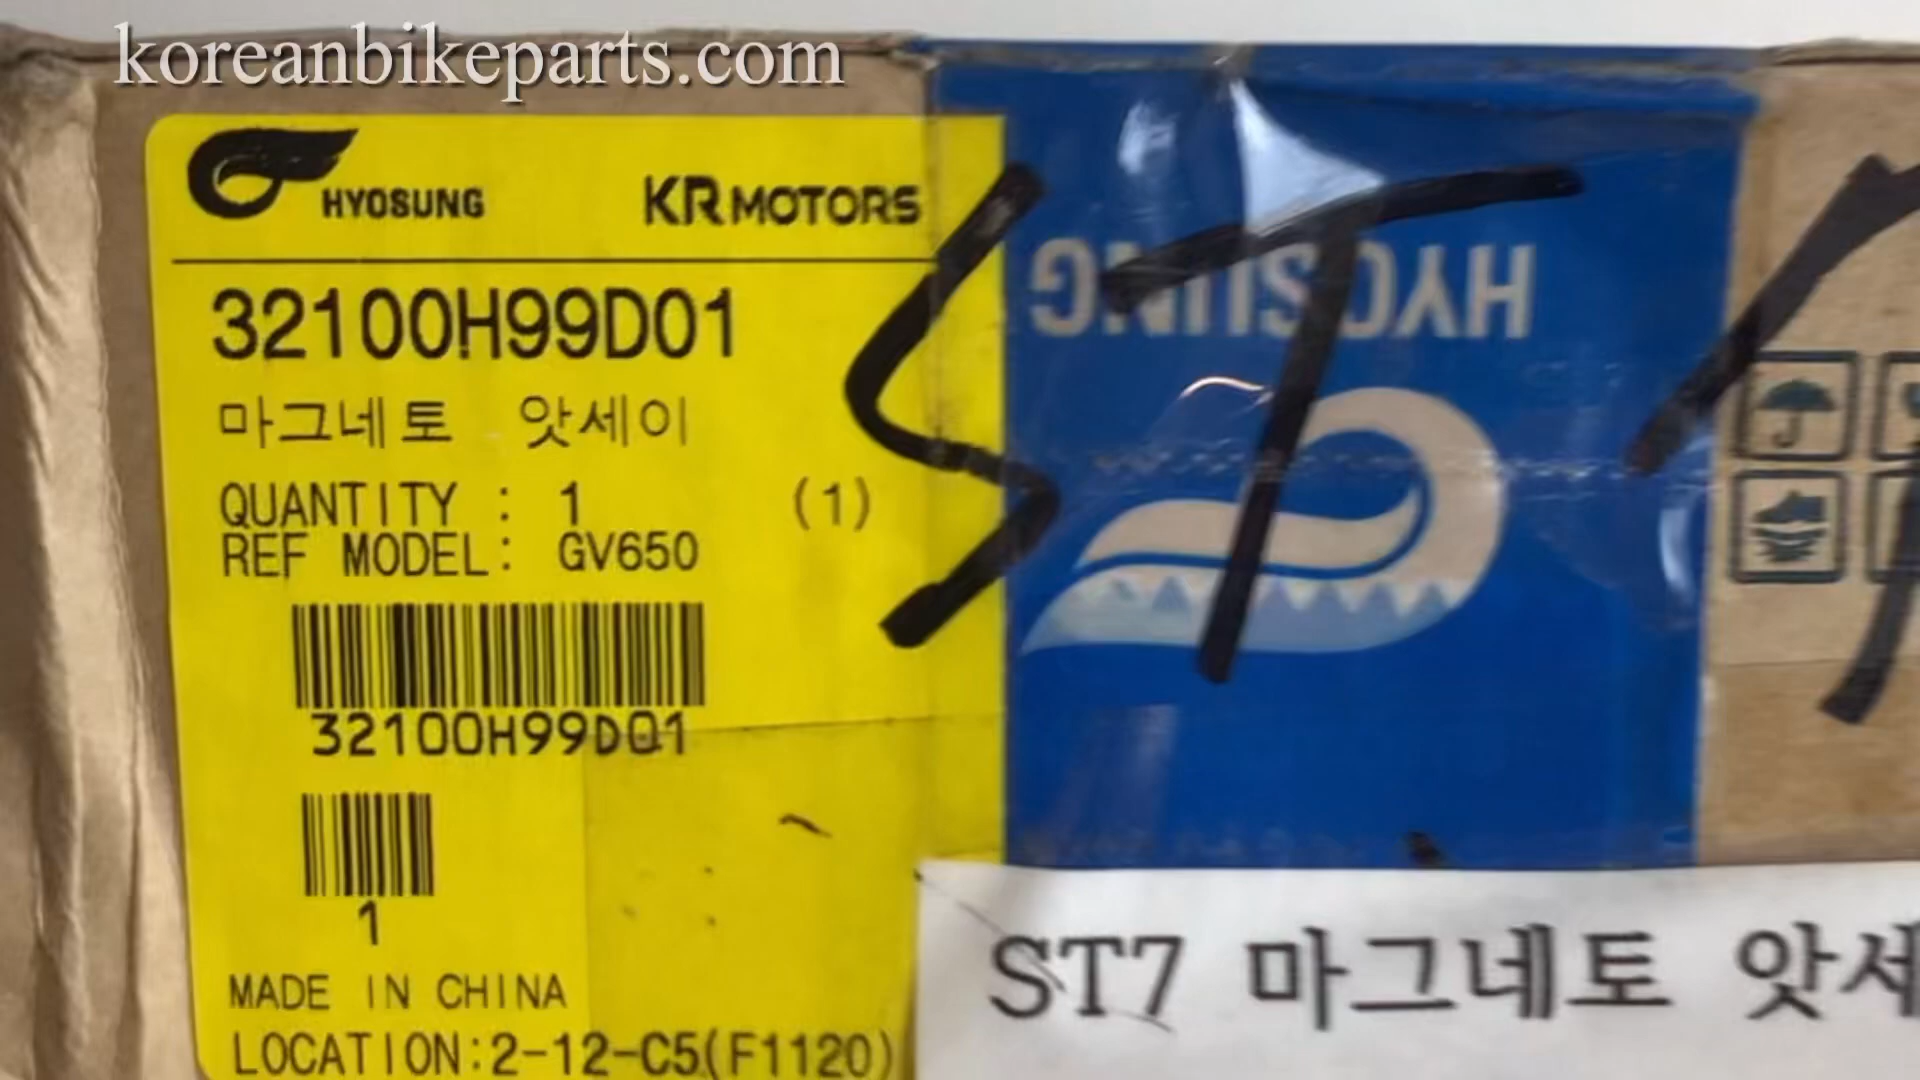 koreanbikeparts.com
HYOSUNG
KR MOTORS
32100H99D01
마그네토 앗세이
QUANTITY : 1 (1)
REF MODEL: GV650
32100H99D01
1
MADE IN CHINA
LOCATION:2-12-C5(F1120)
HYOSUNG
ST
ST7 마그네토 앗세